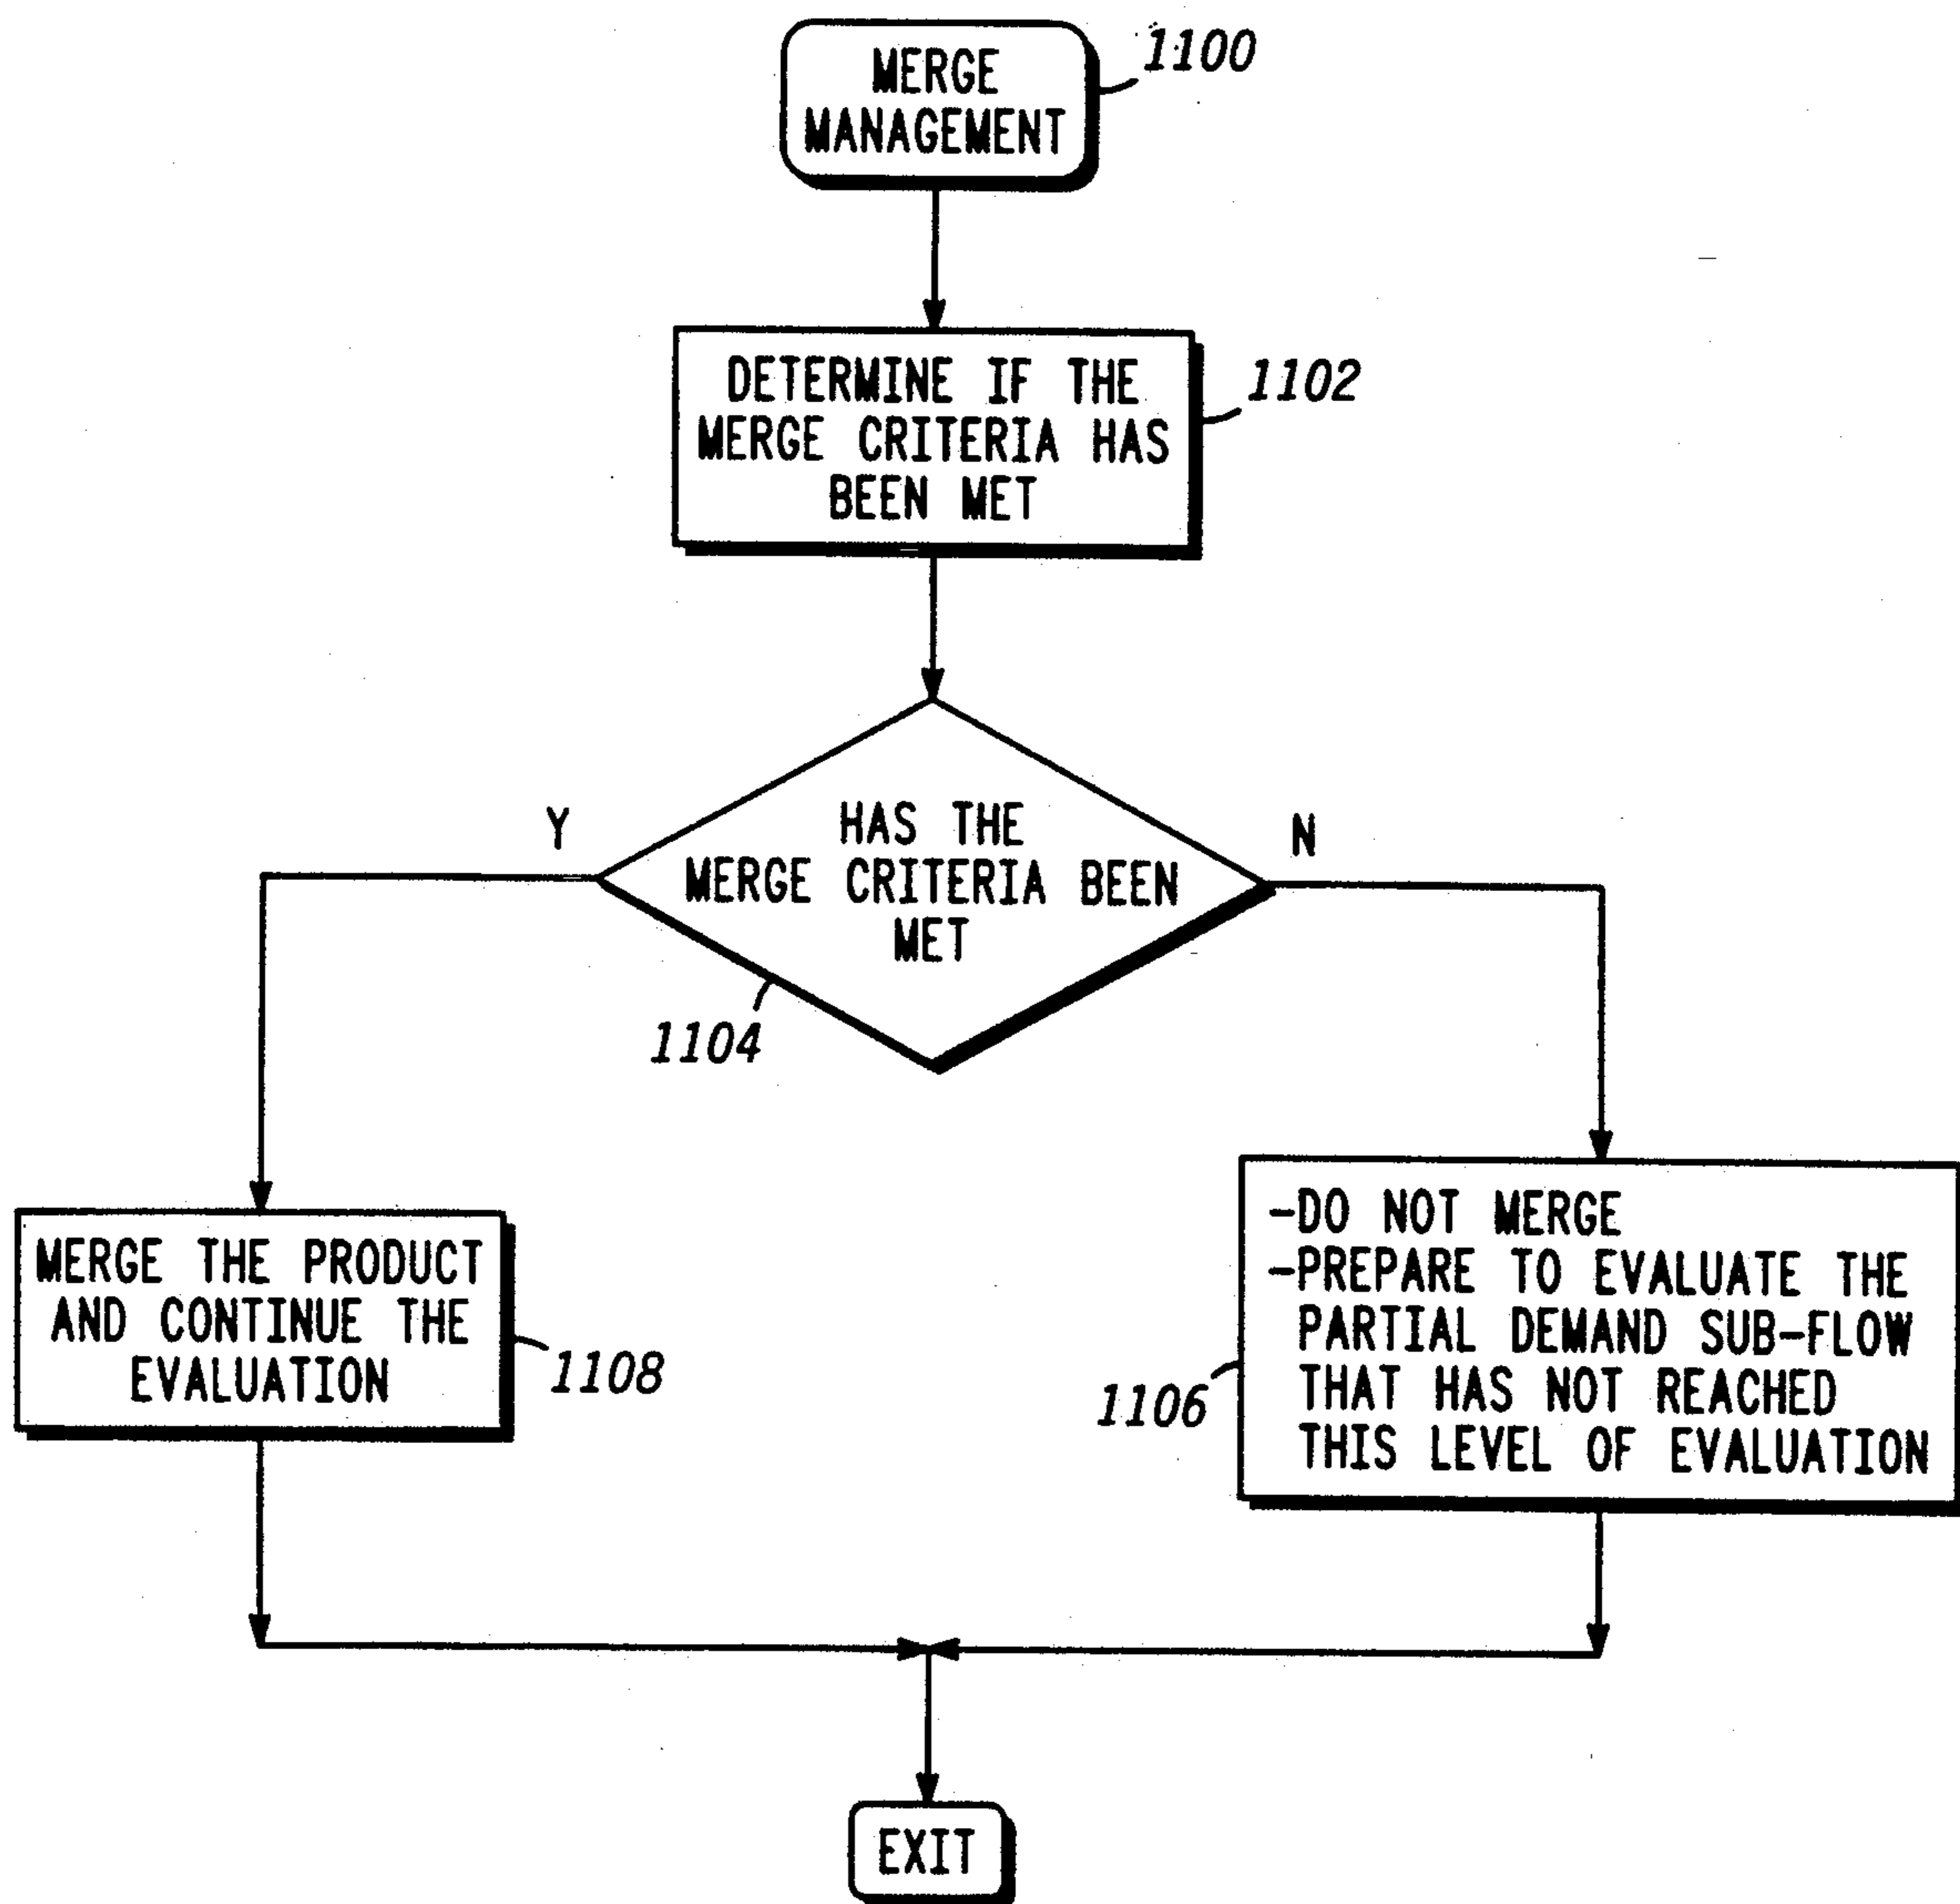 MERGE
MANAGEMENT
1100
DETERMINE IF THE
MERGE CRITERIA HAS
BEEN MET
1102
HAS THE
MERGE CRITERIA BEEN
MET
Y
N
1104
MERGE THE PRODUCT
AND CONTINUE THE
EVALUATION
1108
-DO NOT MERGE
-PREPARE TO EVALUATE THE
PARTIAL DEMAND SUB-FLOW
THAT HAS NOT REACHED
THIS LEVEL OF EVALUATION
1106
EXIT